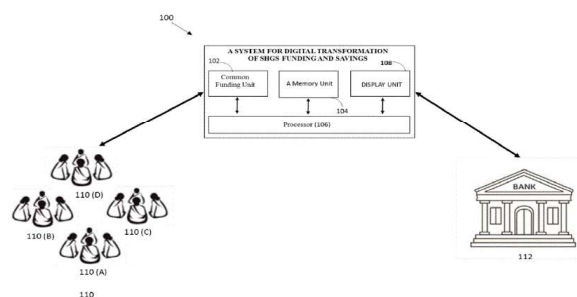 100
A SYSTEM FOR DIGITAL TRANSFORMATION
OF SHGS FUNDING AND SAVINGS
102
108
Common
Funding Unit
A Memory Unit
DISPLAY UNIT
104
Processor (106)
110 (D)
110 (B)
110 (C)
110 (A)
110
BANK
112